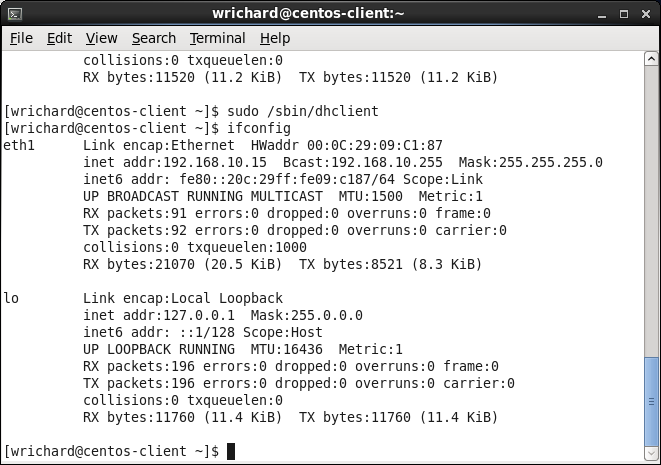 wrichard@centos-client:~
File Edit View Search Terminal Help
collisions:0 txqueuelen:0
RX bytes:11520 (11.2 KiB)  TX bytes:11520 (11.2 KiB)
[wrichard@centos-client ~]$ sudo /sbin/dhclient
[wrichard@centos-client ~]$ ifconfig
eth1      Link encap:Ethernet  HWaddr 00:0C:29:09:C1:87
inet addr:192.168.10.15  Bcast:192.168.10.255  Mask:255.255.255.0
inet6 addr: fe80::20c:29ff:fe09:c187/64 Scope:Link
UP BROADCAST RUNNING MULTICAST  MTU:1500  Metric:1
RX packets:91 errors:0 dropped:0 overruns:0 frame:0
TX packets:92 errors:0 dropped:0 overruns:0 carrier:0
collisions:0 txqueuelen:1000
RX bytes:21070 (20.5 KiB)  TX bytes:8521 (8.3 KiB)
lo        Link encap:Local Loopback
inet addr:127.0.0.1  Mask:255.0.0.0
inet6 addr: ::1/128 Scope:Host
UP LOOPBACK RUNNING  MTU:16436  Metric:1
RX packets:196 errors:0 dropped:0 overruns:0 frame:0
TX packets:196 errors:0 dropped:0 overruns:0 carrier:0
collisions:0 txqueuelen:0
RX bytes:11760 (11.4 KiB)  TX bytes:11760 (11.4 KiB)
[wrichard@centos-client ~]$